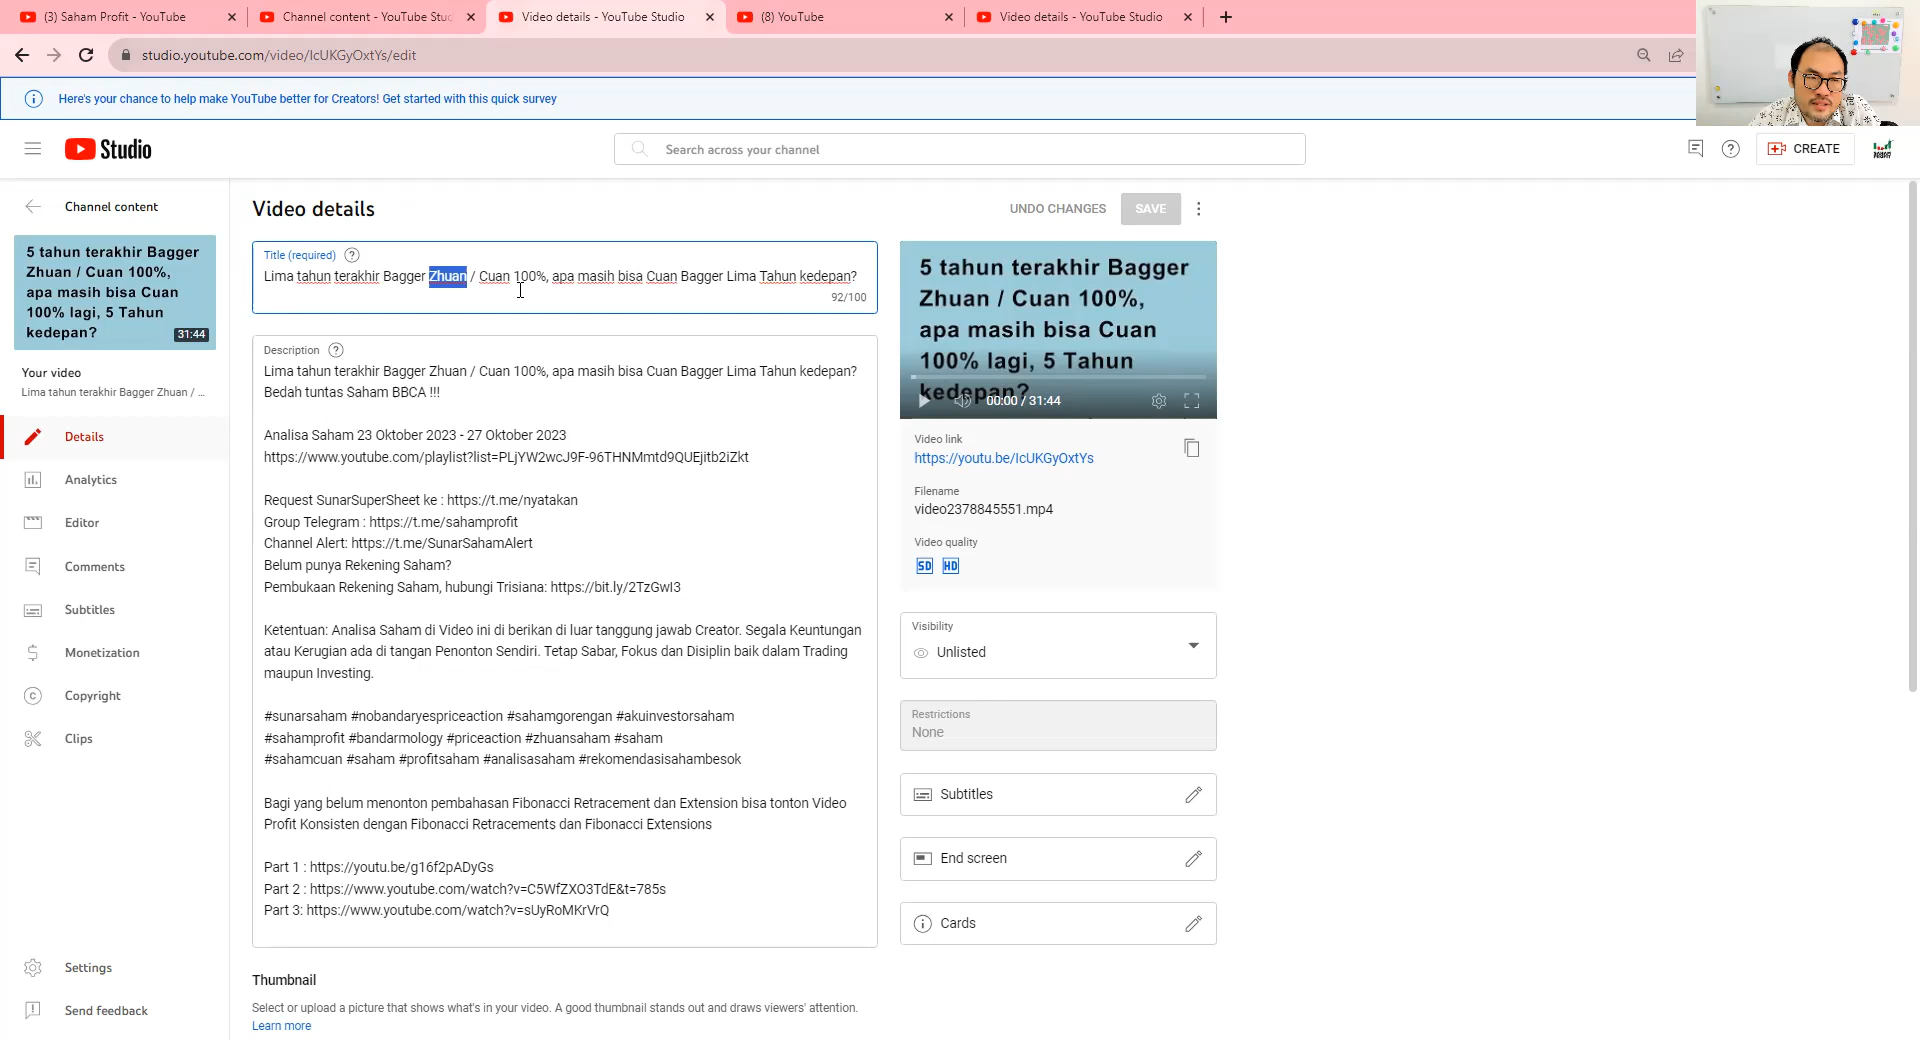 (3) Saham Profit - YouTube
Channel content - YouTube Stu
Video details - YouTube Studio
(8) YouTube
Video details - YouTube Studio
studio.youtube.com/video/IcUKGyOxtYs/edit
Here's your chance to help make YouTube better for Creators! Get started with this quick survey
Studio
Search across your channel
CREATE
Channel content
5 tahun terakhir Bagger
Zhuan / Cuan 100%,
apa masih bisa Cuan
100% lagi, 5 Tahun
kedepan?
31:44
Your video
Lima tahun terakhir Bagger Zhuan / ...
Details
Analytics
Editor
Comments
Subtitles
Monetization
Copyright
Clips
Settings
Send feedback
Video details
UNDO CHANGES
SAVE
Title (required)
Lima tahun terakhir Bagger Zhuan / Cuan 100%, apa masih bisa Cuan Bagger Lima Tahun kedepan?
92/100
Description
Lima tahun terakhir Bagger Zhuan / Cuan 100%, apa masih bisa Cuan Bagger Lima Tahun kedepan?
Bedah tuntas Saham BBCA !!!
Analisa Saham 23 Oktober 2023 - 27 Oktober 2023
https://www.youtube.com/playlist?list=PLjYW2wcJ9F-96THNMmtd9QUEjitb2iZkt
Request SunarSuperSheet ke : https://t.me/nyatakan
Group Telegram : https://t.me/sahamprofit
Channel Alert: https://t.me/SunarSahamAlert
Belum punya Rekening Saham?
Pembukaan Rekening Saham, hubungi Trisiana: https://bit.ly/2TzGwI3
Ketentuan: Analisa Saham di Video ini di berikan di luar tanggung jawab Creator. Segala Keuntungan
atau Kerugian ada di tangan Penonton Sendiri. Tetap Sabar, Fokus dan Disiplin baik dalam Trading
maupun Investing.
#sunarsaham #nobandaryespriceaction #sahamgorengan #akuinvestorsaham
#sahamprofit #bandarmology #priceaction #zhuansaham #saham
#sahamcuan #saham #profitsaham #analisasaham #rekomendasisahambesok
Bagi yang belum menonton pembahasan Fibonacci Retracement dan Extension bisa tonton Video
Profit Konsisten dengan Fibonacci Retracements dan Fibonacci Extensions
Part 1 : https://youtu.be/g16f2pADyGs
Part 2 : https://www.youtube.com/watch?v=C5WfZXO3TdE&t=785s
Part 3: https://www.youtube.com/watch?v=sUyRoMKrVrQ
Thumbnail
Select or upload a picture that shows what's in your video. A good thumbnail stands out and draws viewers' attention.
Learn more
5 tahun terakhir Bagger
Zhuan / Cuan 100%,
apa masih bisa Cuan
100% lagi, 5 Tahun
kedepan?
00:00 / 31:44
Video link
https://youtu.be/IcUKGyOxtYs
Filename
video2378845551.mp4
Video quality
SD HD
Visibility
Unlisted
Restrictions
None
Subtitles
End screen
Cards